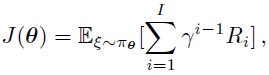 J(θ) = 𝔼_{ξ∼π_θ}[∑_{i=1}^{I} γ^{i−1} R_i] ,